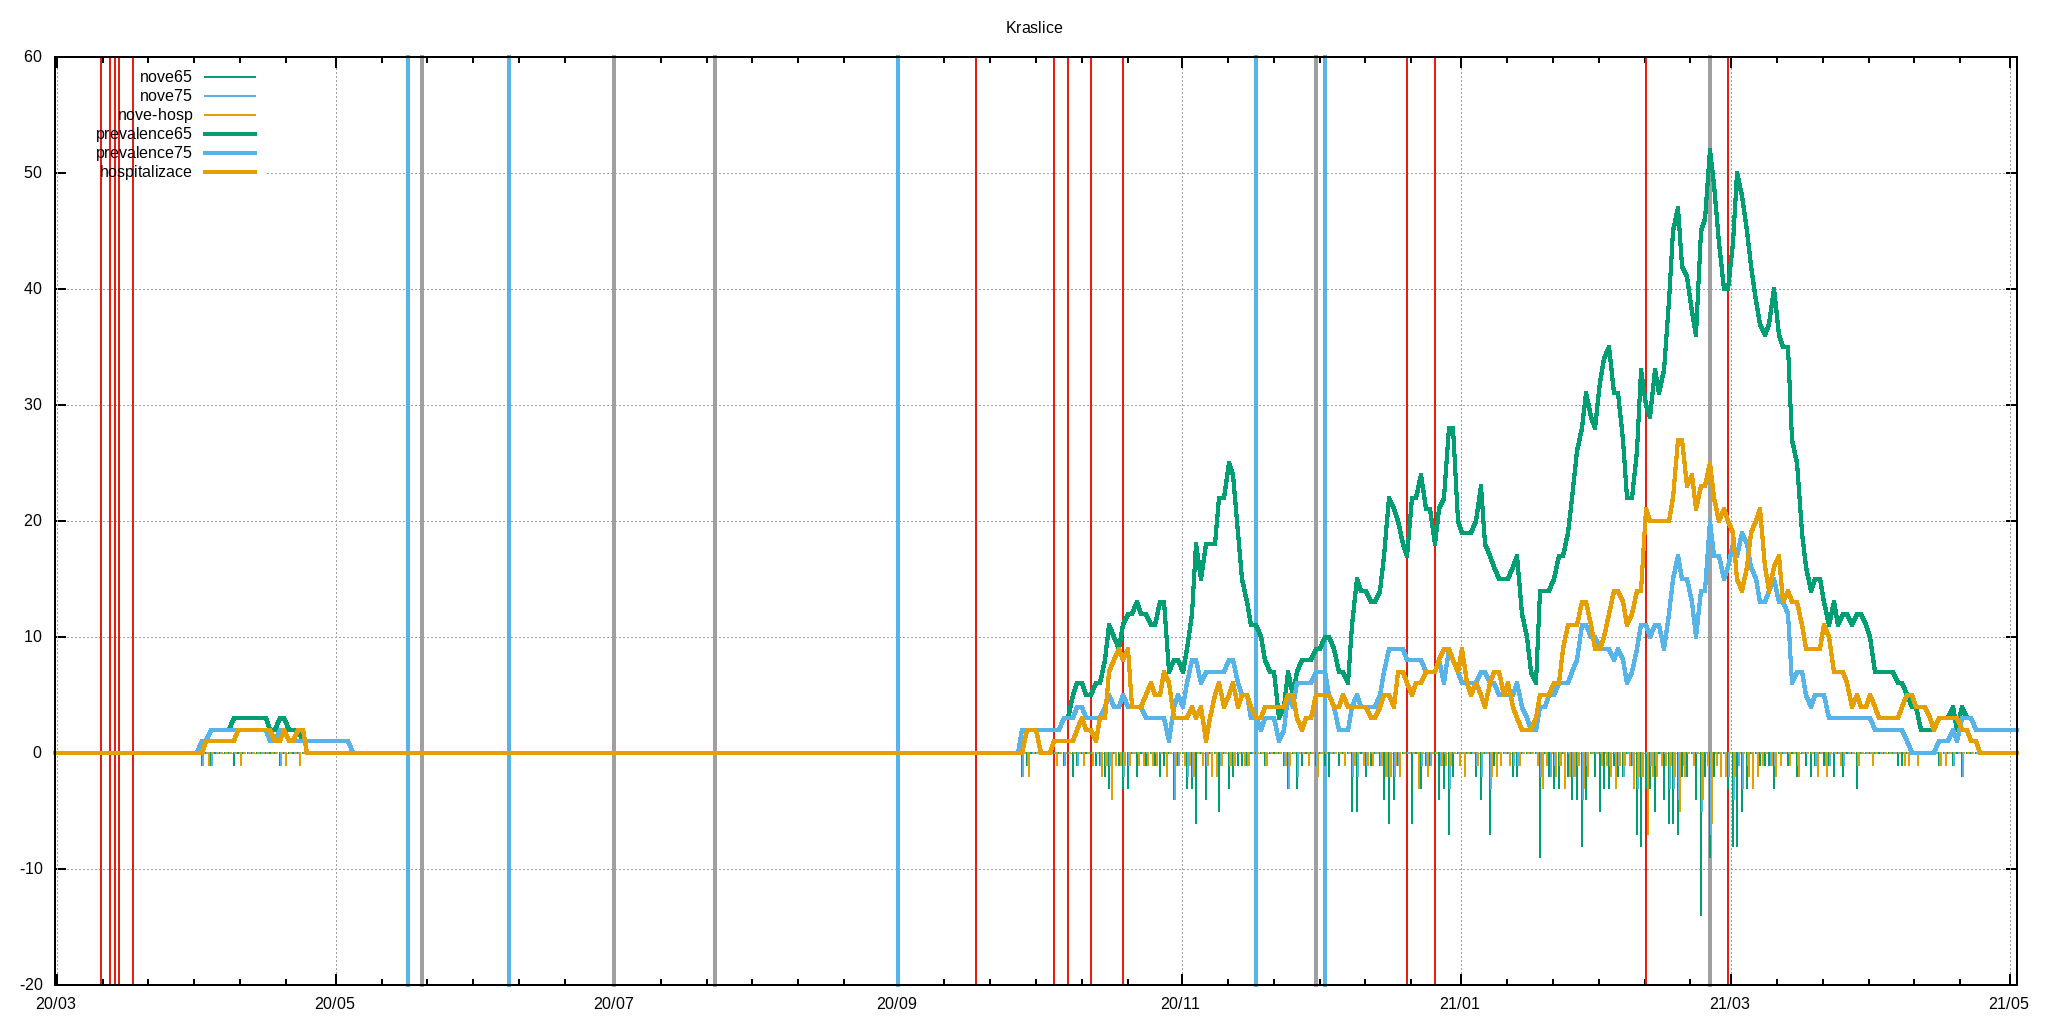 Kraslice
60
50
40
30
20
10
0
-10
-20
nove65
nove75
nove-hosp
prevalence65
prevalence75
hospitalizace
20/03 20/05 20/07 20/09 20/11 21/01 21/03 21/05